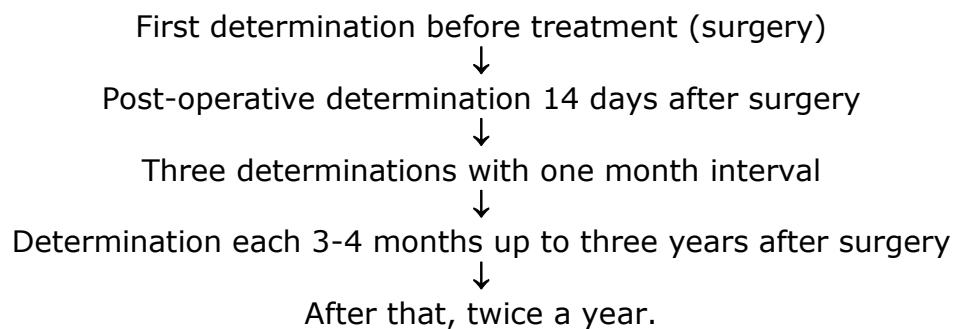 First determination before treatment (surgery)
↓
Post-operative determination 14 days after surgery
↓
Three determinations with one month interval
↓
Determination each 3-4 months up to three years after surgery
↓
After that, twice a year.